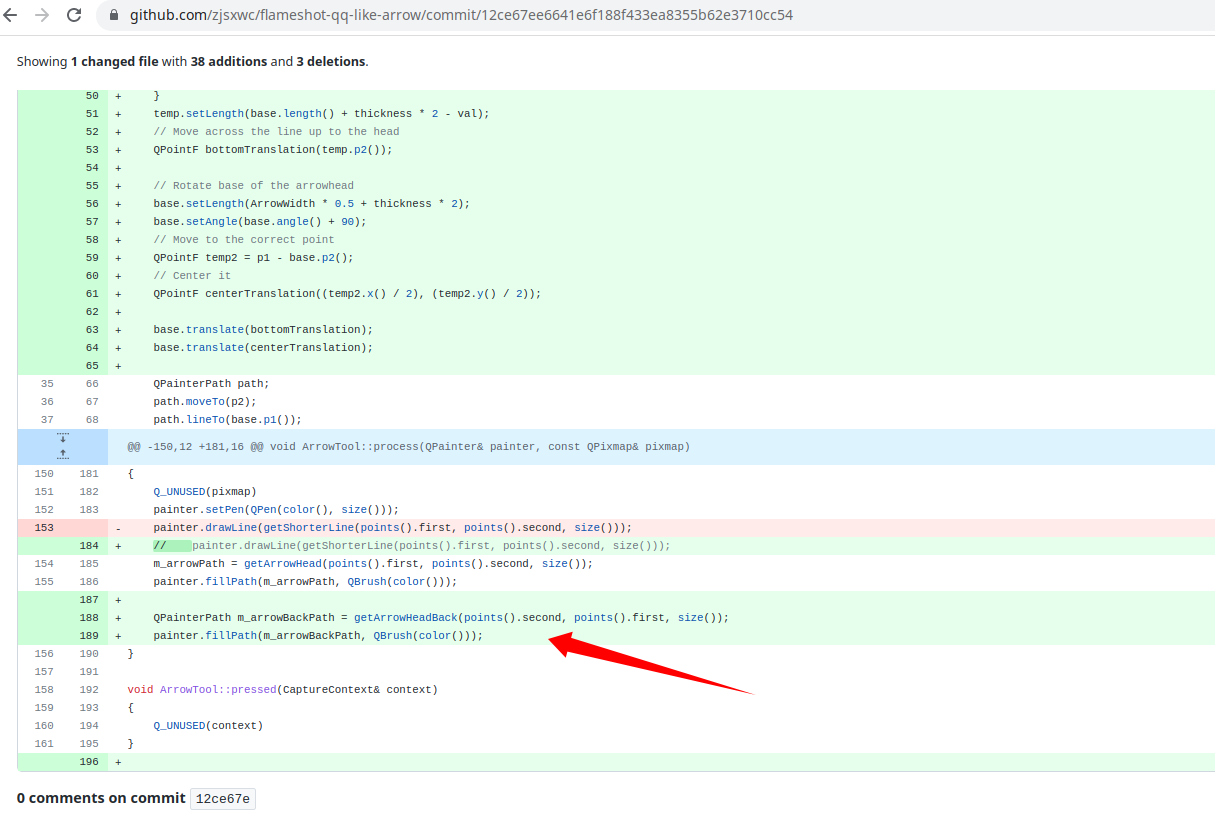 github.com/zjsxwc/flameshot-qq-like-arrow/commit/12ce67ee6641e6f188f433ea8355b62e3710cc54
Showing 1 changed file with 38 additions and 3 deletions.
50 + }
51 + temp.setLength(base.length() + thickness * 2 - val);
52 + // Move across the line up to the head
53 + QPointF bottomTranslation(temp.p2());
54 +
55 + // Rotate base of the arrowhead
56 + base.setLength(ArrowWidth * 0.5 + thickness * 2);
57 + base.setAngle(base.angle() + 90);
58 + // Move to the correct point
59 + QPointF temp2 = p1 - base.p2();
60 + // Center it
61 + QPointF centerTranslation((temp2.x() / 2), (temp2.y() / 2));
62 +
63 + base.translate(bottomTranslation);
64 + base.translate(centerTranslation);
65 +
35 66 QPainterPath path;
36 67 path.moveTo(p2);
37 68 path.lineTo(base.p1());
@@ -150,12 +181,16 @@ void ArrowTool::process(QPainter& painter, const QPixmap& pixmap)
150 181 {
151 182 Q_UNUSED(pixmap)
152 183 painter.setPen(QPen(color(), size()));
153 - painter.drawLine(getShorterLine(points().first, points().second, size()));
184 + // painter.drawLine(getShorterLine(points().first, points().second, size()));
154 185 m_arrowPath = getArrowHead(points().first, points().second, size());
155 186 painter.fillPath(m_arrowPath, QBrush(color()));
187 +
188 + QPainterPath m_arrowBackPath = getArrowHeadBack(points().second, points().first, size());
189 + painter.fillPath(m_arrowBackPath, QBrush(color()));
156 190 }
157 191
158 192 void ArrowTool::pressed(CaptureContext& context)
159 193 {
160 194 Q_UNUSED(context)
161 195 }
196 +
0 comments on commit 12ce67e